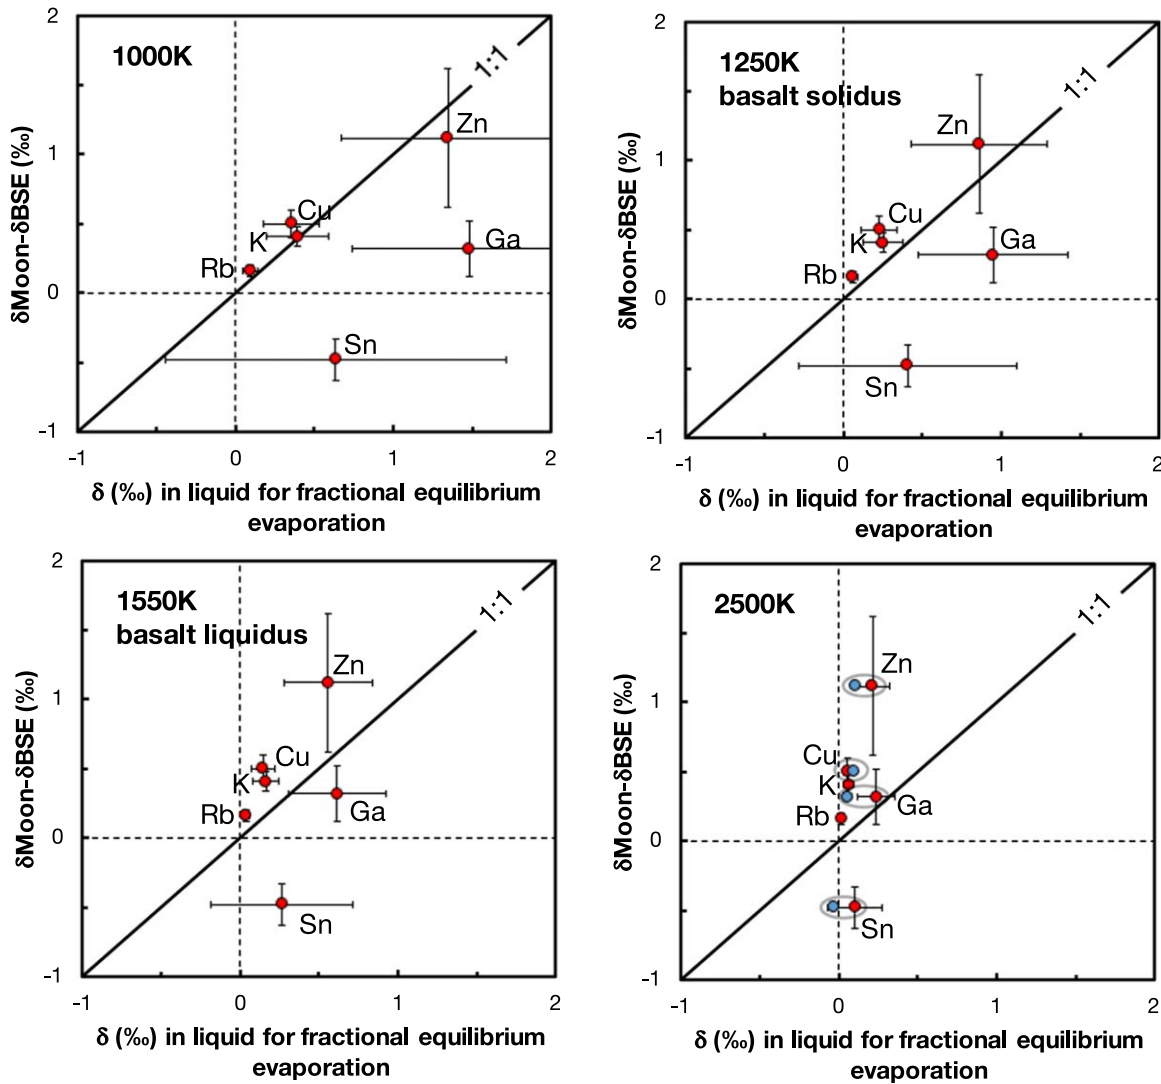 2
1000K
1:1
Zn
δMoon-δBSE (‰)
1
Cu
K
Ga
Rb
0
Sn
-1
-1
0
1
2
δ (‰) in liquid for fractional equilibrium
evaporation
2
1250K
basalt solidus
1:1
Zn
δMoon-δBSE (‰)
1
Cu
K
Ga
Rb
0
Sn
-1
-1
0
1
2
δ (‰) in liquid for fractional equilibrium
evaporation
2
1550K
basalt liquidus
1:1
Zn
δMoon-δBSE (‰)
1
Cu
K
Rb
Ga
0
Sn
-1
-1
0
1
2
δ (‰) in liquid for fractional equilibrium
evaporation
2
2500K
1:1
Zn
δMoon-δBSE (‰)
1
Cu
K
Ga
Rb
0
Sn
-1
-1
0
1
2
δ (‰) in liquid for fractional equilibrium
evaporation